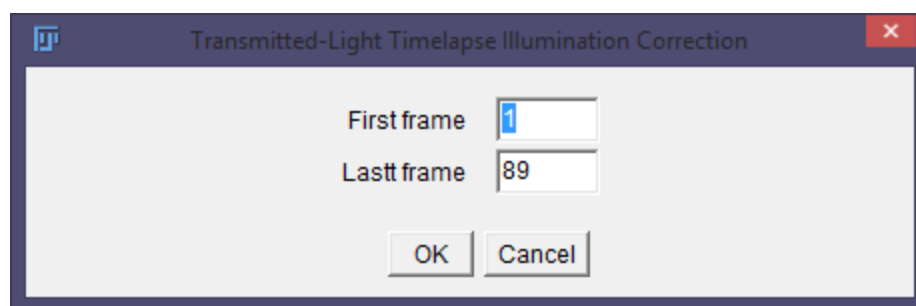 Transmitted-Light Timelapse Illumination Correction
First frame 1
Lastt frame 89
OK Cancel